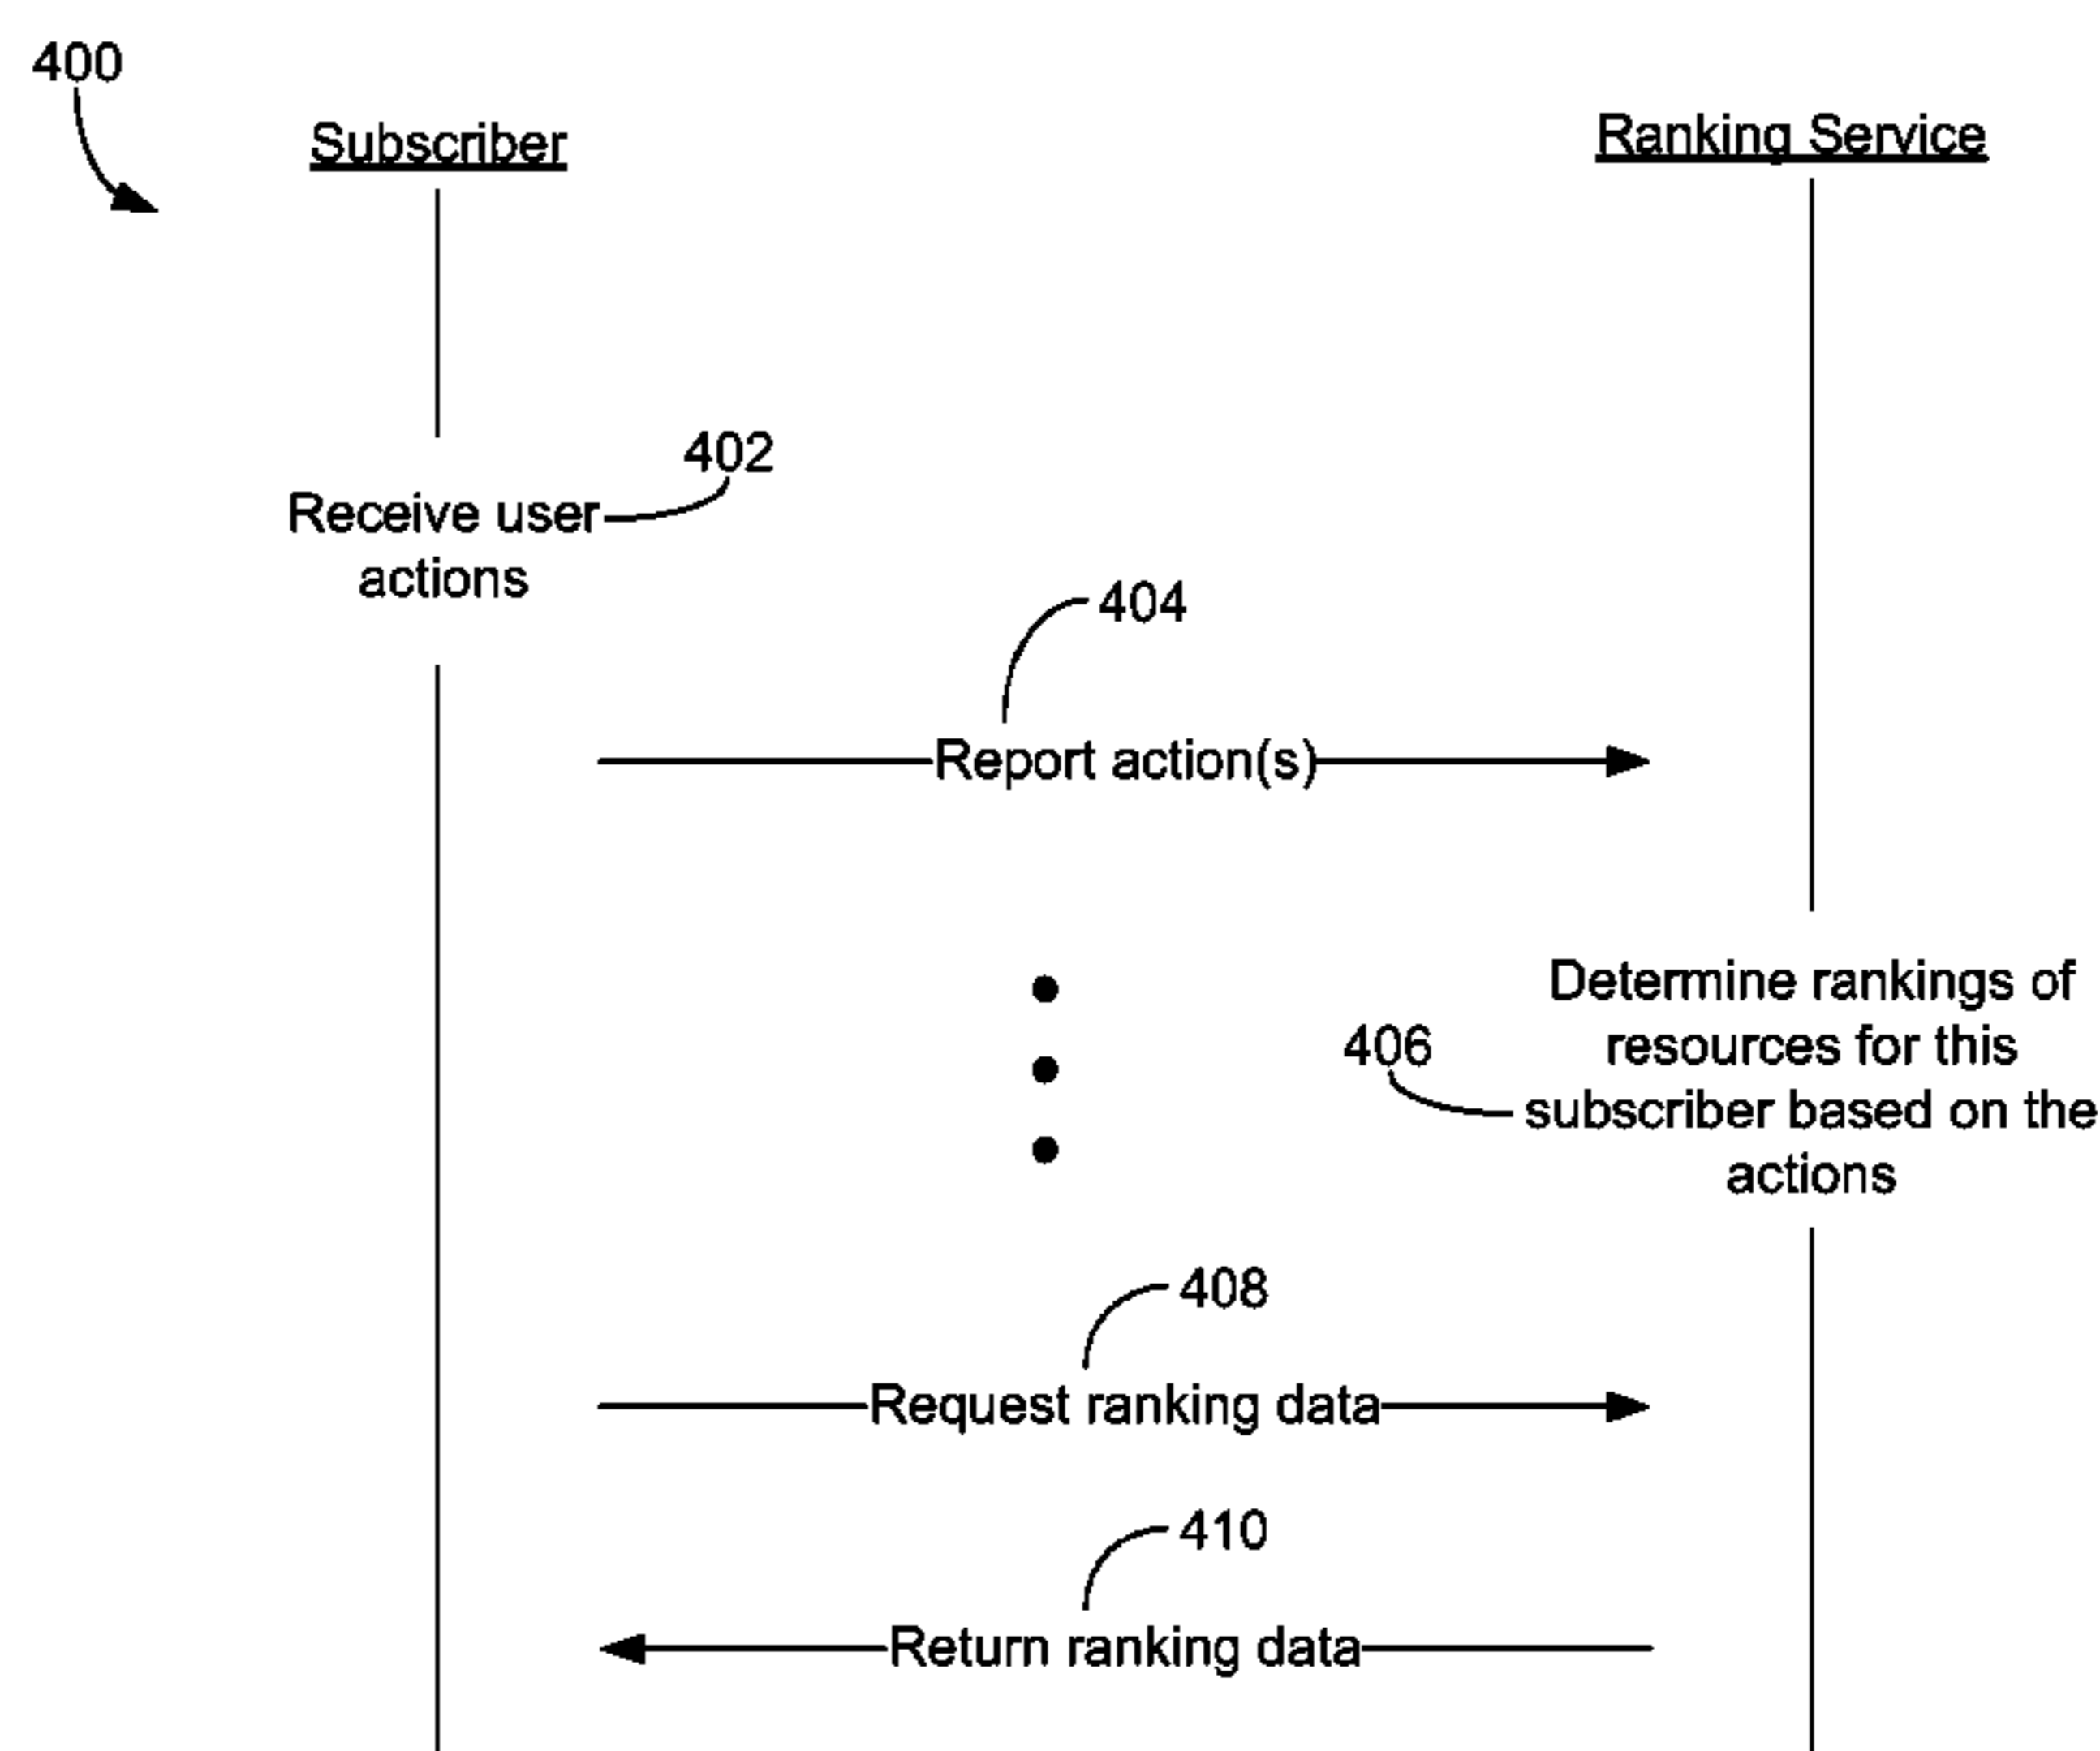 400
Subscriber
Ranking Service
402
Receive user
actions
404
Report action(s)
Determine rankings of
406
resources for this
subscriber based on the
actions
408
Request ranking data
410
Return ranking data